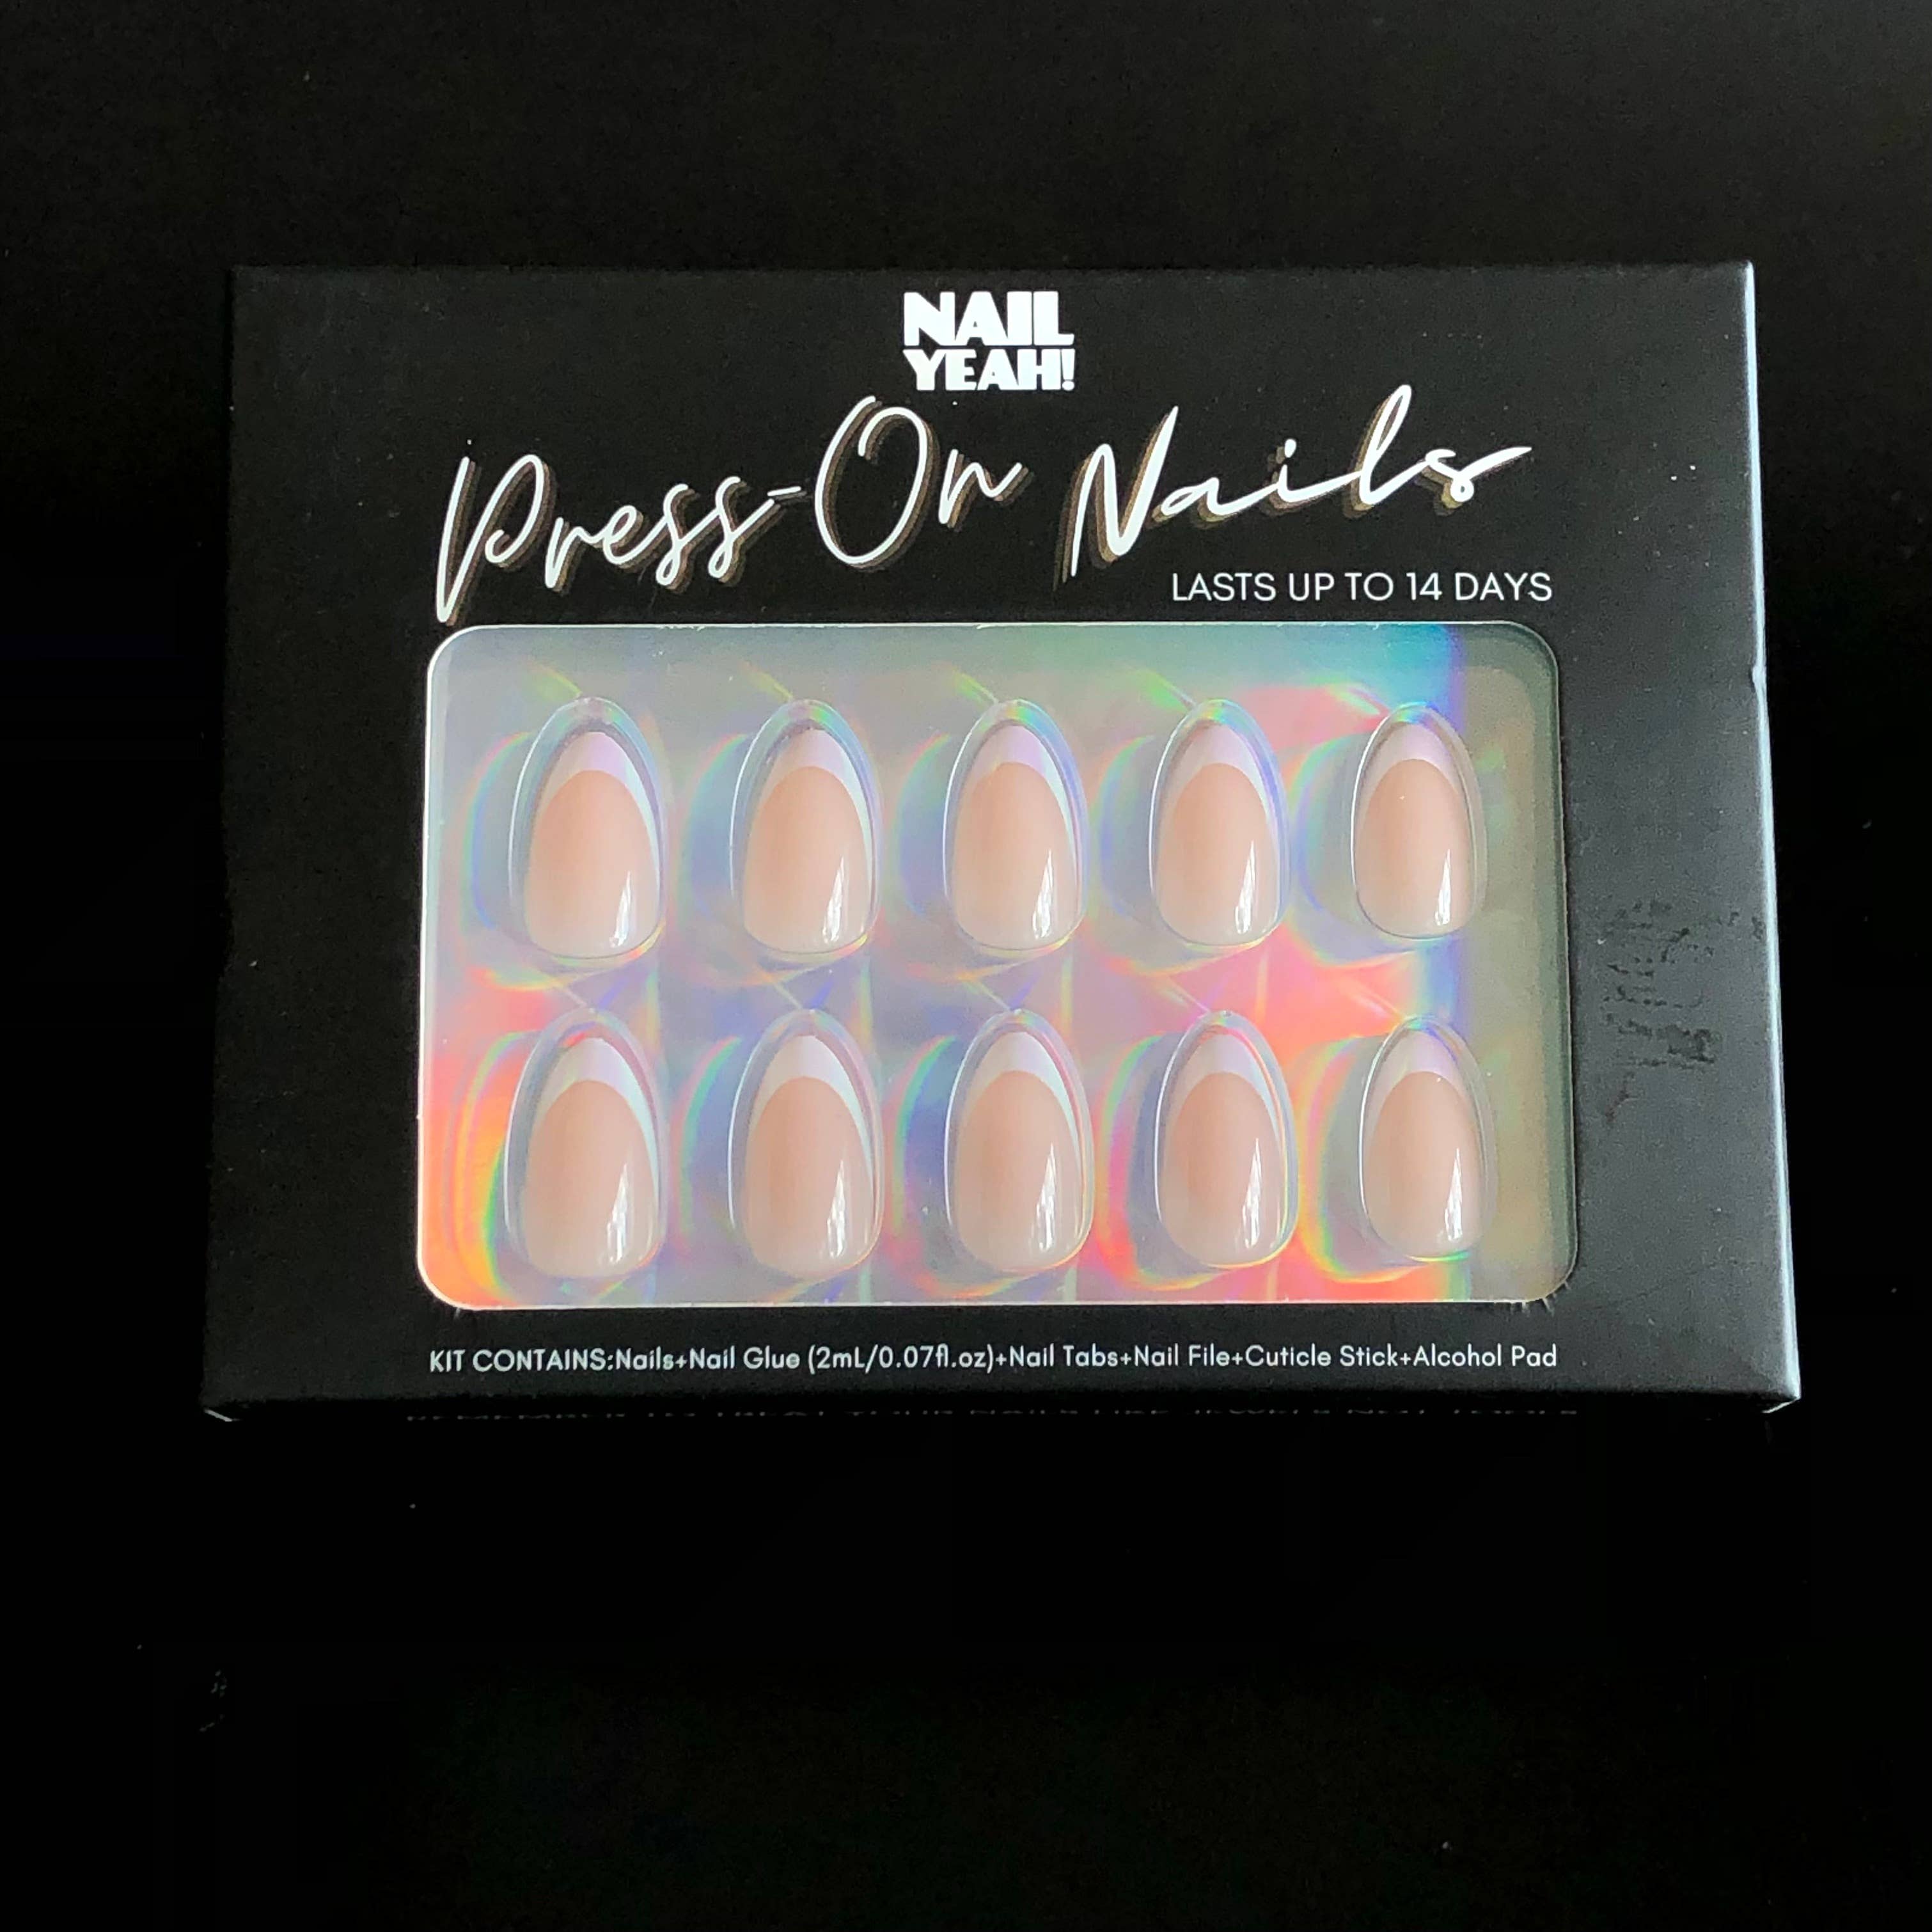 NAIL
YEAH!
Press-On Nails
LASTS UP TO 14 DAYS
KIT CONTAINS:Nails+Nail Glue (2mL/0.07fl.oz)+Nail Tabs+Nail File+Cuticle Stick+Alcohol Pad